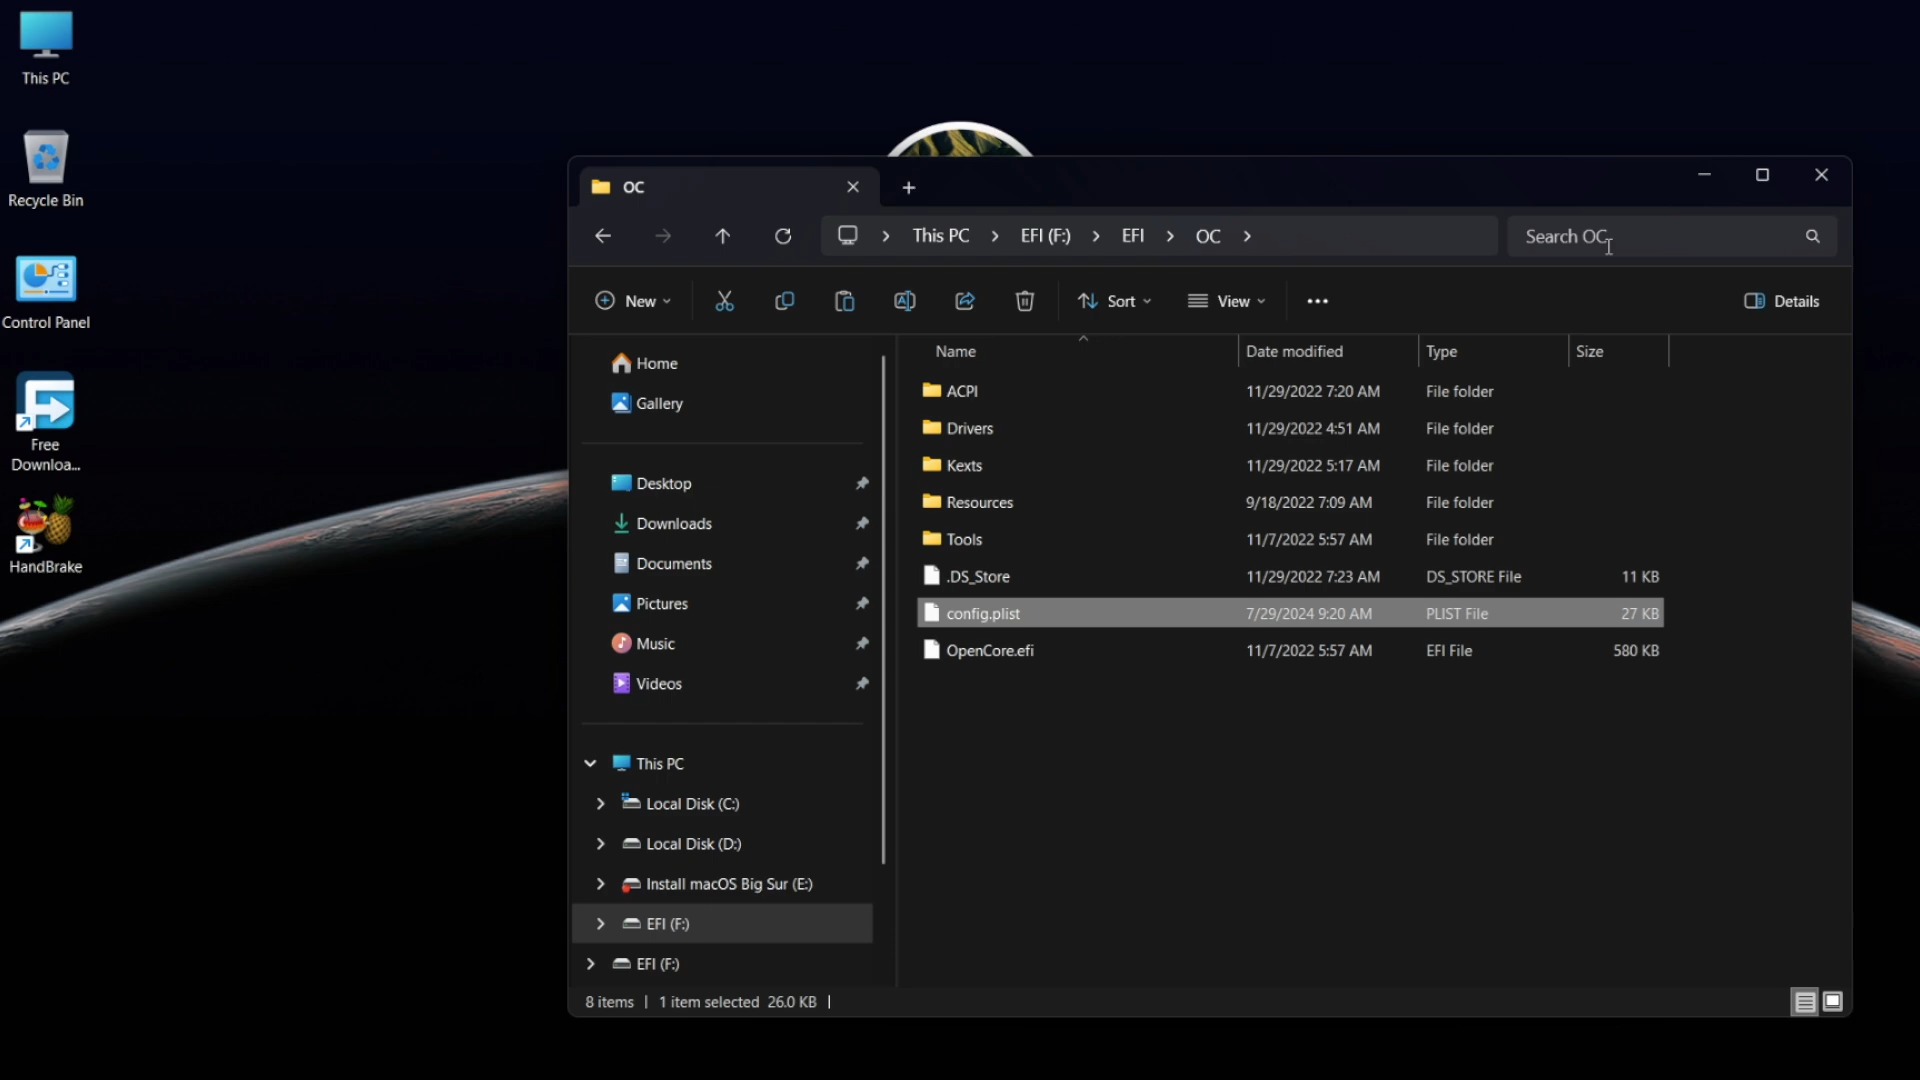 This PC
Recycle Bin
Control Panel
Free
Downloa...
HandBrake
OC
This PC > EFI (F:) > EFI > OC >
Search OC
New
Sort
View
Details
Home
Gallery
Desktop
Downloads
Documents
Pictures
Music
Videos
This PC
Local Disk (C:)
Local Disk (D:)
Install macOS Big Sur (E:)
EFI (F:)
EFI (F:)
Name Date modified Type Size
ACPI 11/29/2022 7:20 AM File folder
Drivers 11/29/2022 4:51 AM File folder
Kexts 11/29/2022 5:17 AM File folder
Resources 9/18/2022 7:09 AM File folder
Tools 11/7/2022 5:57 AM File folder
.DS_Store 11/29/2022 7:23 AM DS_STORE File 11 KB
config.plist 7/29/2024 9:20 AM PLIST File 27 KB
OpenCore.efi 11/7/2022 5:57 AM EFI File 580 KB
8 items | 1 item selected 26.0 KB |